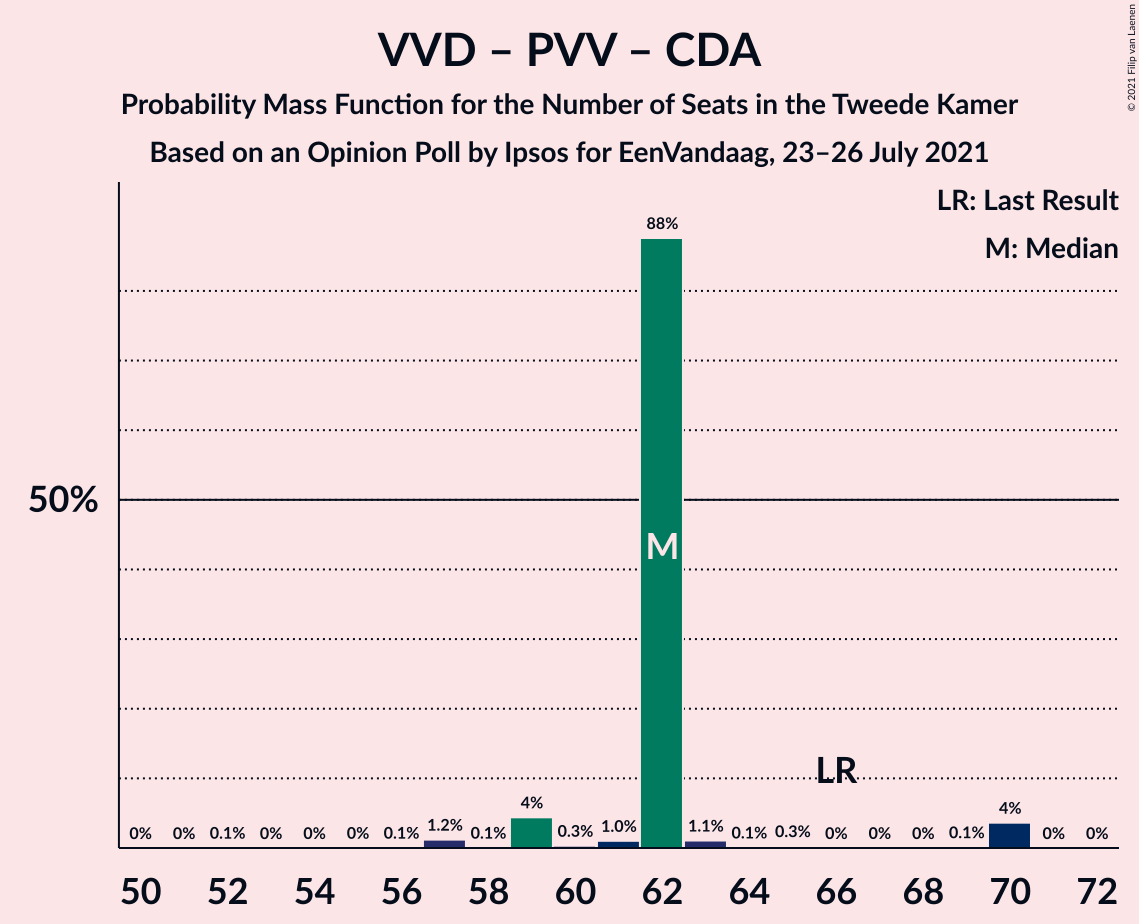 VVD – PVV – CDA
Probability Mass Function for the Number of Seats in the Tweede Kamer
Based on an Opinion Poll by Ipsos for EenVandaag, 23–26 July 2021
© 2021 Filip van Laenen
LR: Last Result
M: Median
88%
50%
M
LR
0% 0% 0.1% 0% 0% 0% 0.1% 1.2% 0.1% 4% 0.3% 1.0% 1.1% 0.1% 0.3% 0% 0% 0% 0.1% 4% 0% 0%
50 52 54 56 58 60 62 64 66 68 70 72